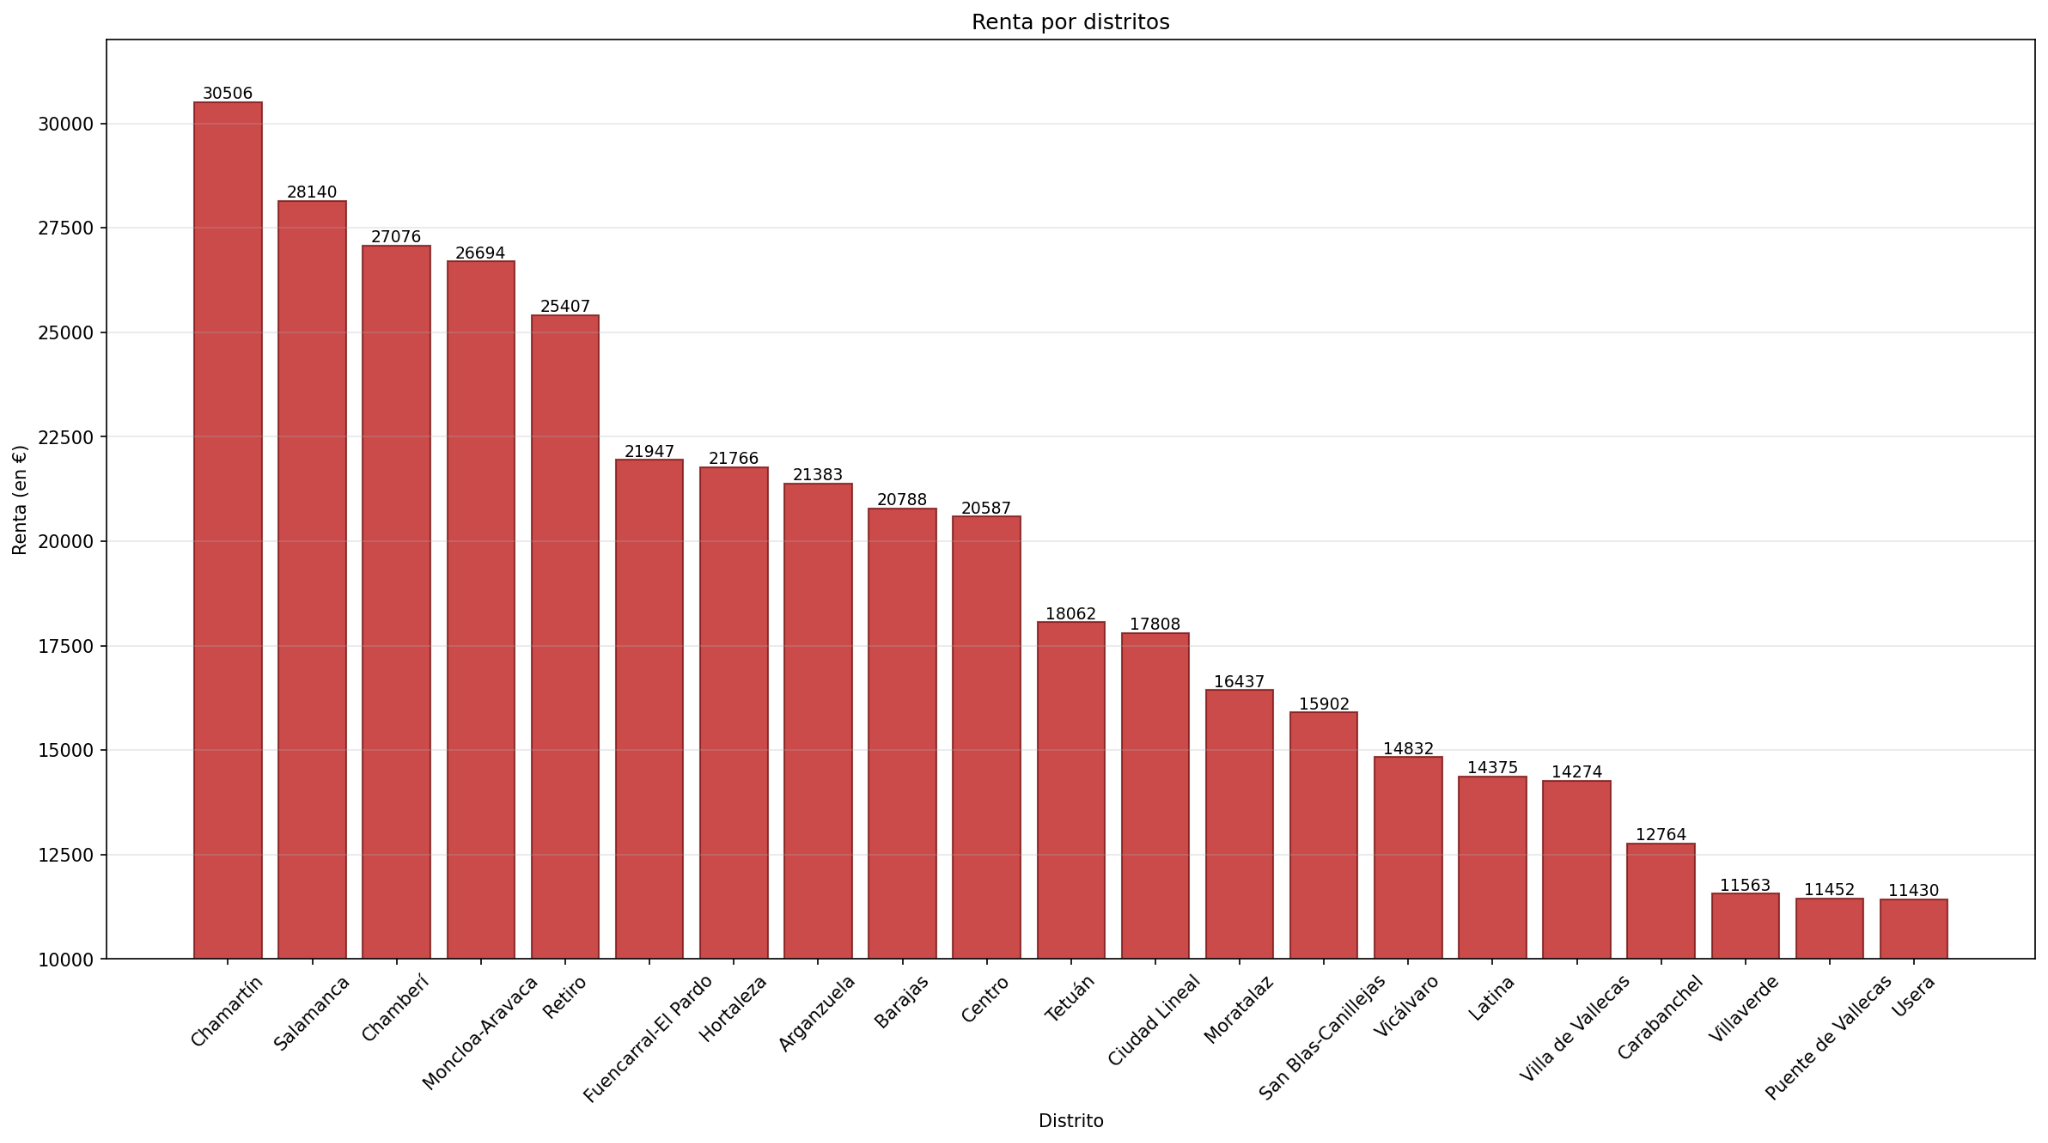 Renta por distritos
Renta (en €)
30000
27500
25000
22500
20000
17500
15000
12500
10000
30506
28140
27076
26694
25407
21947
21766
21383
20788
20587
18062
17808
16437
15902
14832
14375
14274
12764
11563
11452
11430
Chamartín
Salamanca
Chamberí
Moncloa-Aravaca
Retiro
Fuencarral-El Pardo
Hortaleza
Arganzuela
Barajas
Centro
Tetuán
Ciudad Lineal
Moratalaz
San Blas-Canillejas
Vicálvaro
Latina
Villa de Vallecas
Carabanchel
Villaverde
Puente de Vallecas
Usera
Distrito